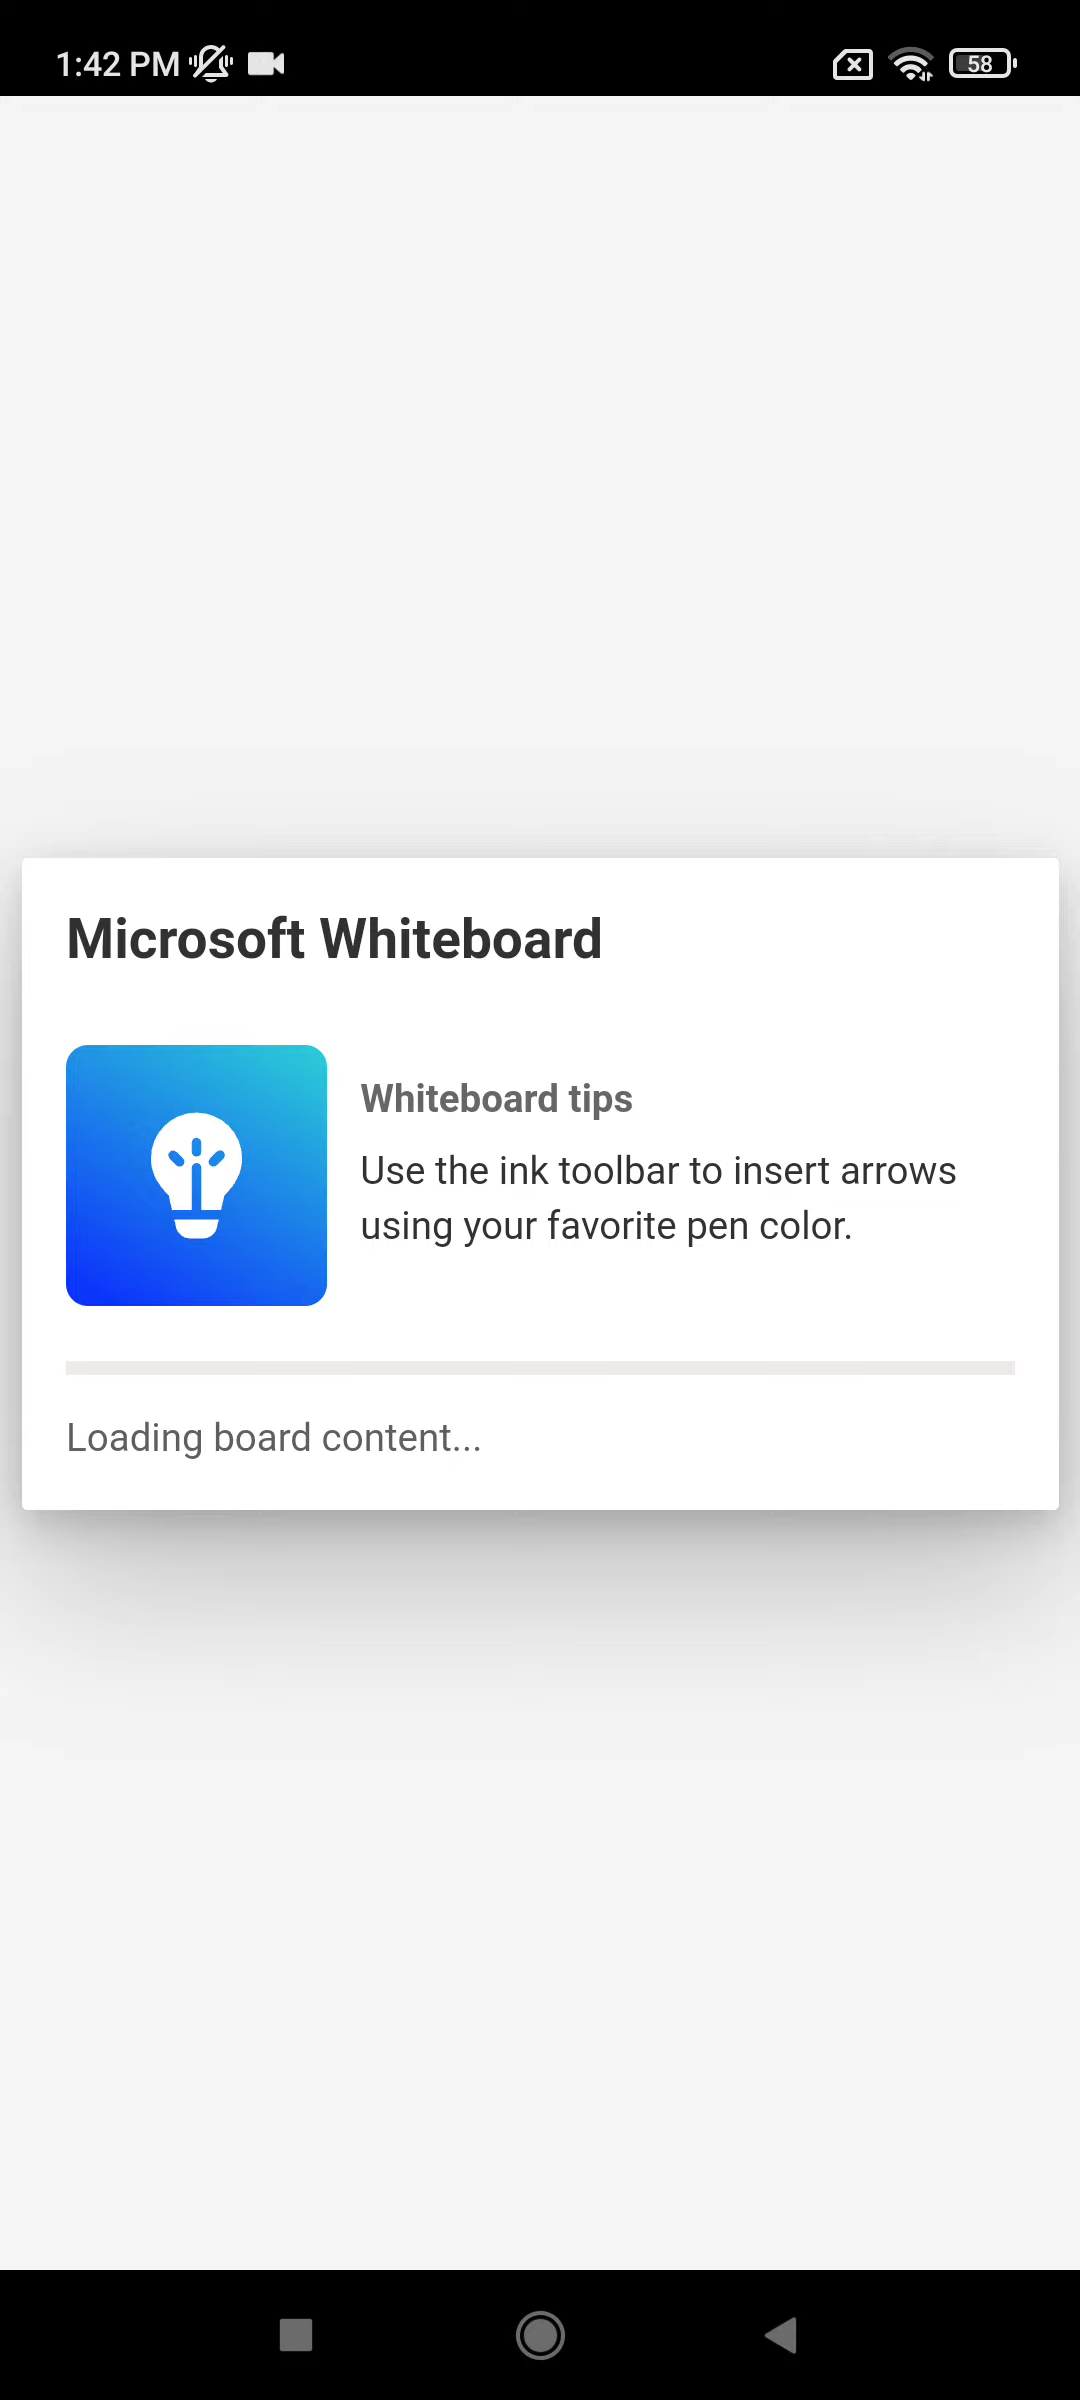 1:42 PM
58
Microsoft Whiteboard
Whiteboard tips
Use the ink toolbar to insert arrows
using your favorite pen color.
Loading board content...